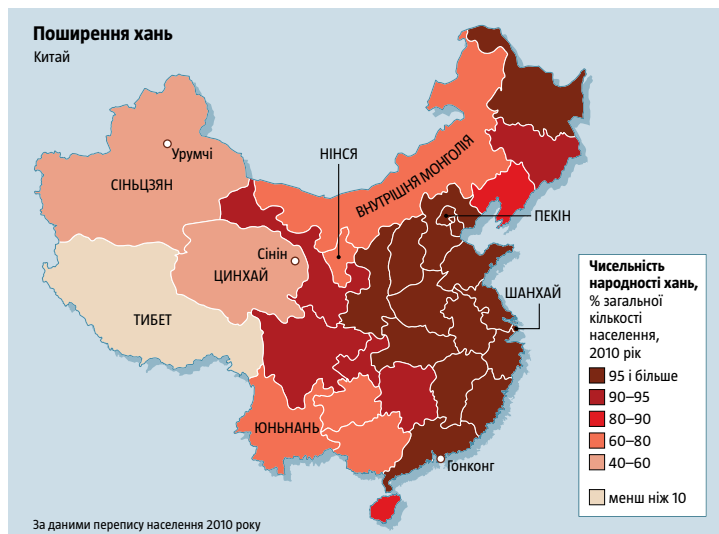 Поширення хань
Китай
Урумчі
СІНЬЦЗЯН
НІНСЯ
ВНУТРІШНЯ МОНГОЛІЯ
ПЕКІН
Сінін
ЦИНХАЙ
ТИБЕТ
ШАНХАЙ
ЮНЬНАНЬ
Гонконг
Чисельність
народності хань,
% загальної
кількості
населення,
2010 рік
95 і більше
90–95
80–90
60–80
40–60
менш ніж 10
За даними перепису населення 2010 року